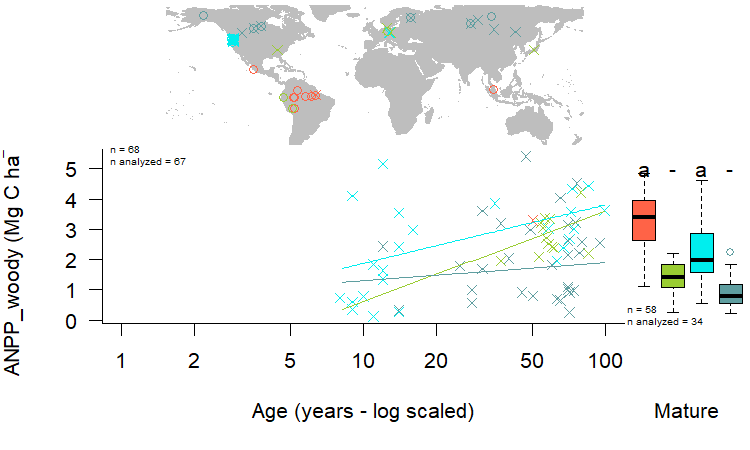 n = 68
n analyzed = 67
ANPP_woody (Mg C ha
5
4
3
2
1
0
1 2 5 10 20 50 100
Age (years - log scaled)
a - a -
n = 58
n analyzed = 34
Mature